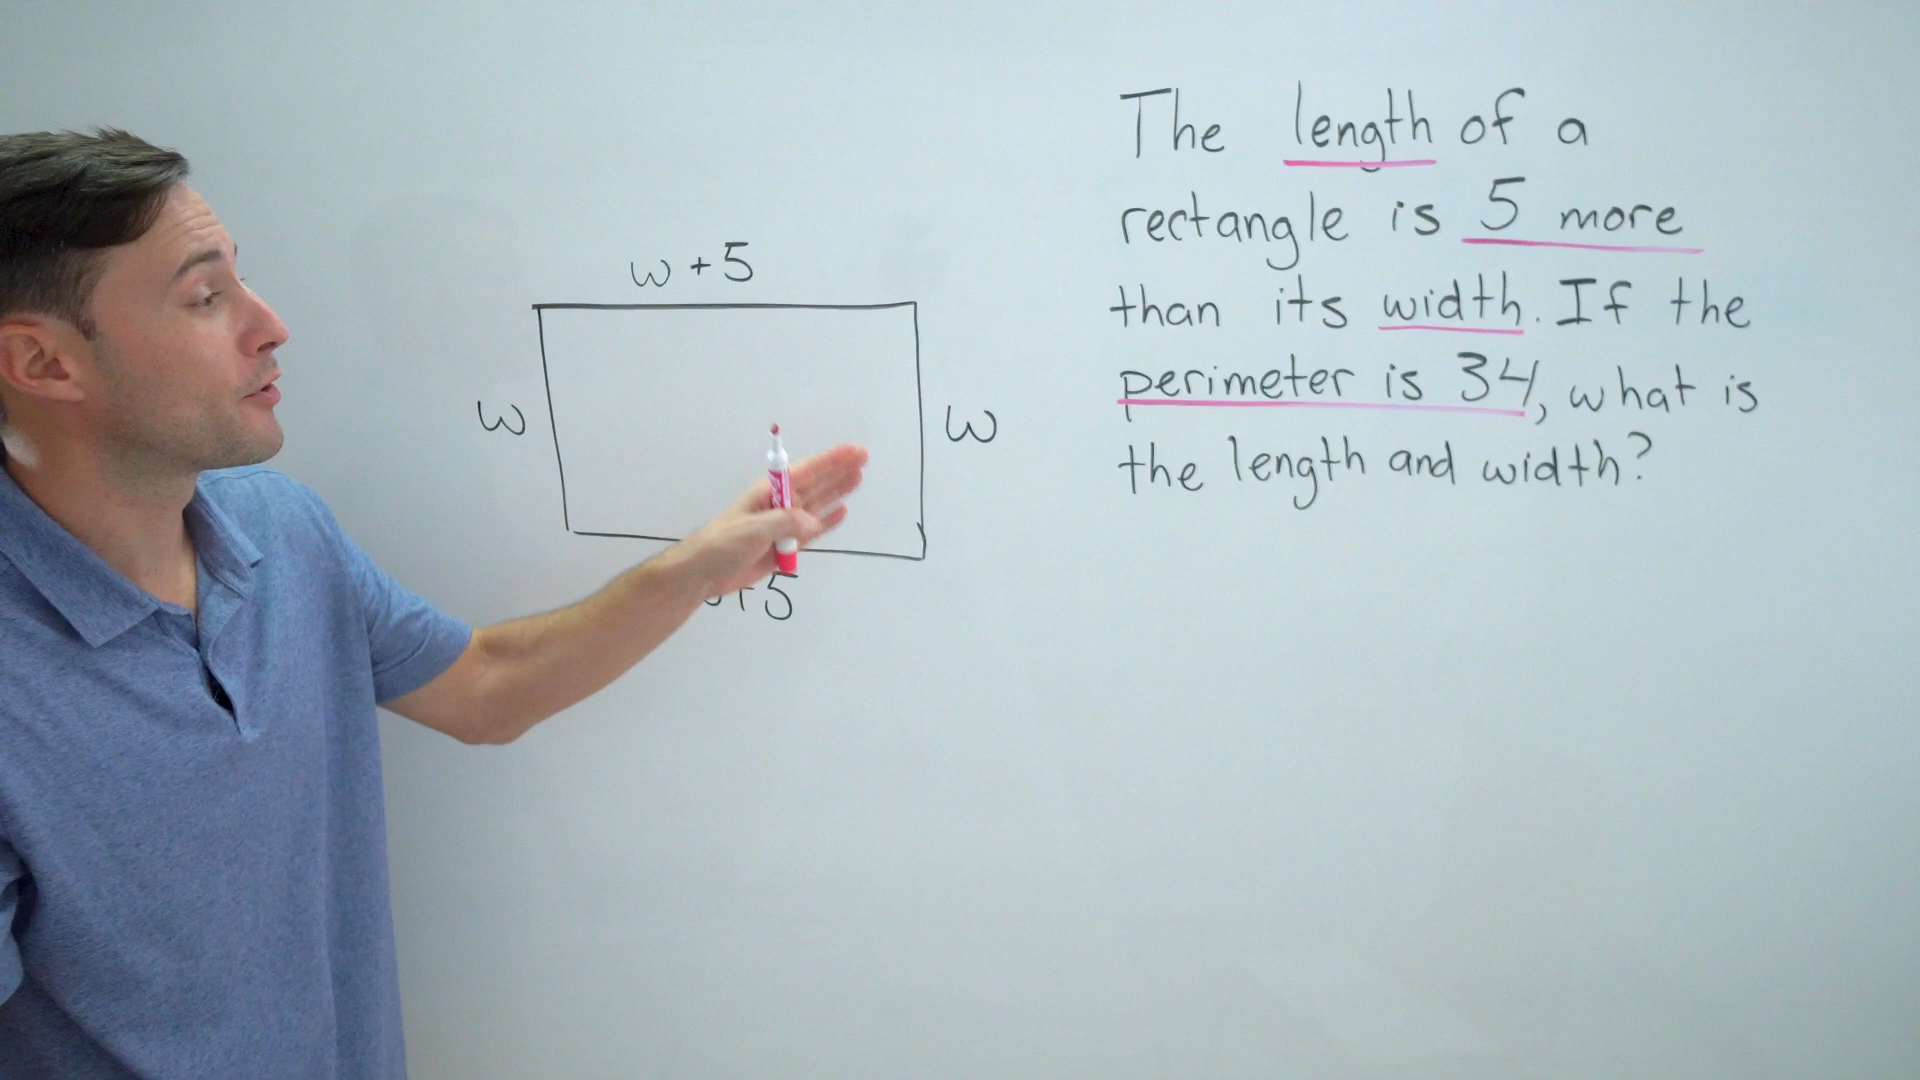 The length of a
rectangle is 5 more
than its width. If the
perimeter is 34, what is
the length and width?
w + 5
w
w
+5